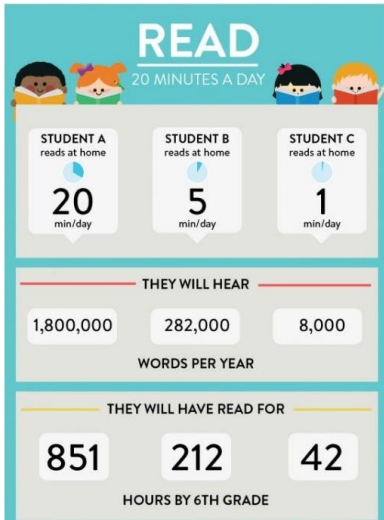 READ
20 MINUTES A DAY
STUDENT A
reads at home
20
min/day
STUDENT B
reads at home
5
min/day
STUDENT C
reads at home
1
min/day
THEY WILL HEAR
1,800,000 282,000 8,000
WORDS PER YEAR
THEY WILL HAVE READ FOR
851 212 42
HOURS BY 6TH GRADE